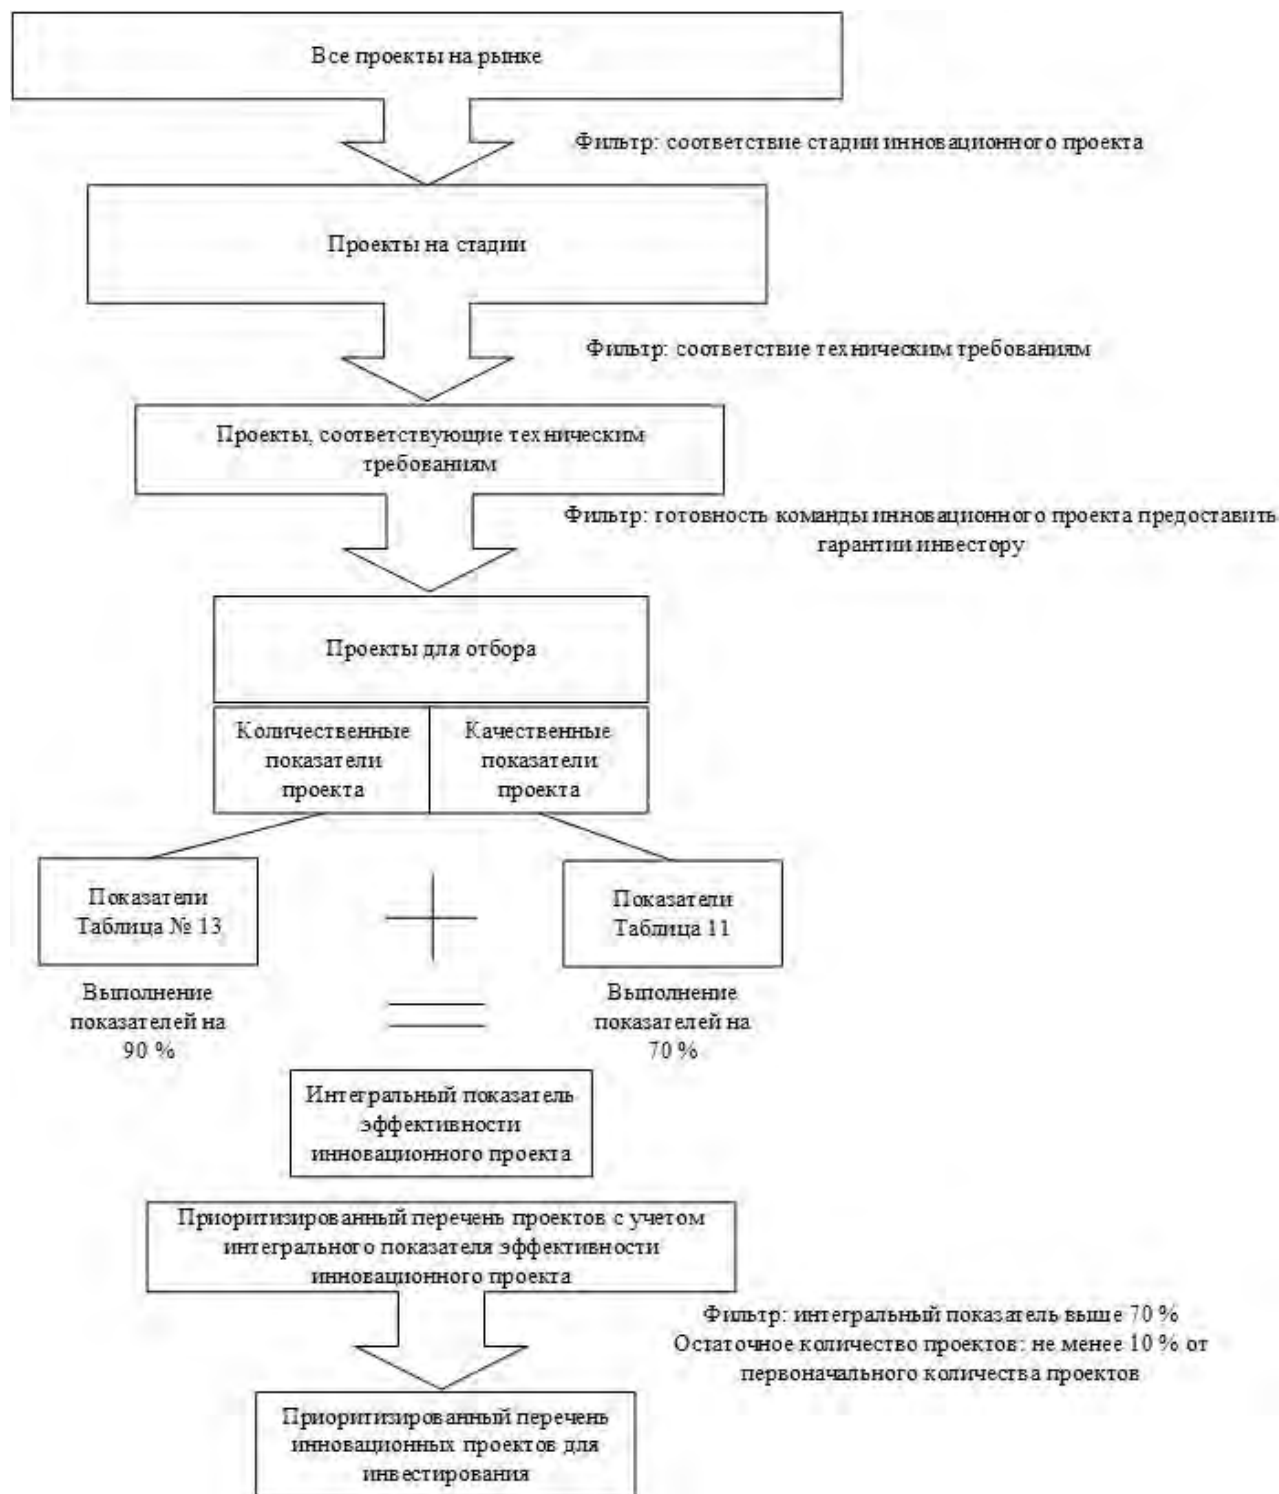 Все проекты на рынке
Фильтр: соответствие стадии инновационного проекта
Проекты на стадии
Фильтр: соответствие техническим требованиям
Проекты, соответствующие техническим
требованиям
Фильтр: готовность команды инновационного проекта предоставить
гарантии инвестору
Проекты для отбора
Количественные
показатели
проекта
Качественные
показатели
проекта
Показатели
Таблица № 13
Показатели
Таблица 11
Выполнение
показателей на
90 %
Выполнение
показателей на
70 %
Интегральный показатель
эффективности
инновационного проекта
Приоритизированный перечень проектов с учетом
интегрального показателя эффективности
инновационного проекта
Фильтр: интегральный показатель выше 70 %
Остаточное количество проектов: не менее 10 % от
первоначального количества проектов
Приоритизированный перечень
инновационных проектов для
инвестирования